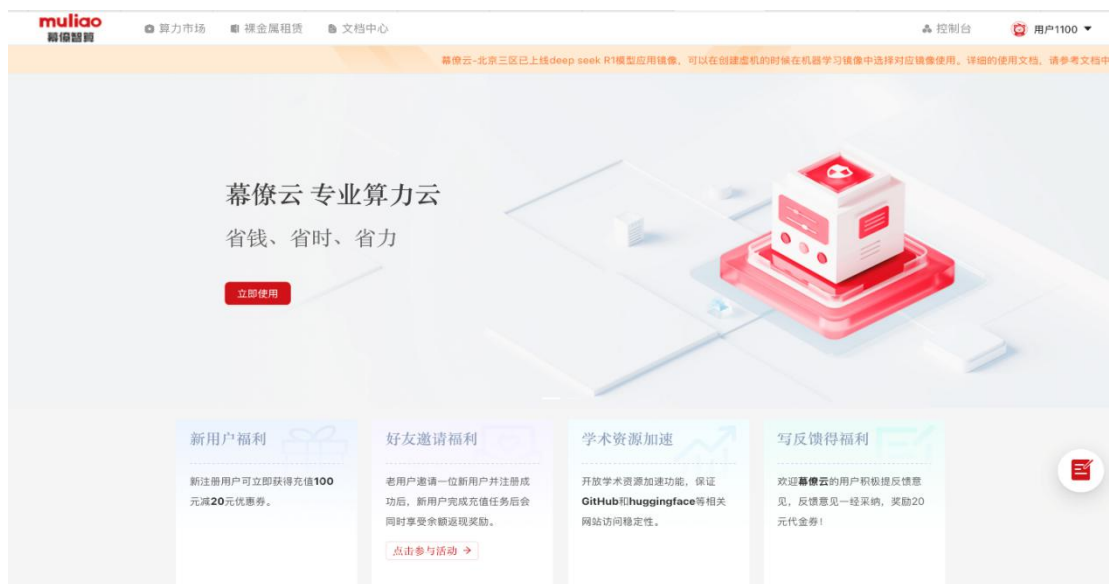 muliao
幕僚智算
算力市场
裸金属租赁
文档中心
控制台
用户1100
幕僚云-北京三区已上线deep seek R1模型应用镜像，可以在创建虚机的时候在机器学习镜像中选择对应镜像使用。详细的使用文档，请参考文档中
幕僚云 专业算力云
省钱、省时、省力
立即使用
新用户福利
新注册用户可立即获得充值100
元减20元优惠券。
好友邀请福利
老用户邀请一位新用户并注册成
功后，新用户完成充值任务后会
同时享受余额返现奖励。
点击参与活动
学术资源加速
开放学术资源加速功能，保证
GitHub和huggingface等相关
网站访问稳定性。
写反馈得福利
欢迎幕僚云的用户积极提反馈意
见，反馈意见一经采纳，奖励20
元代金券！